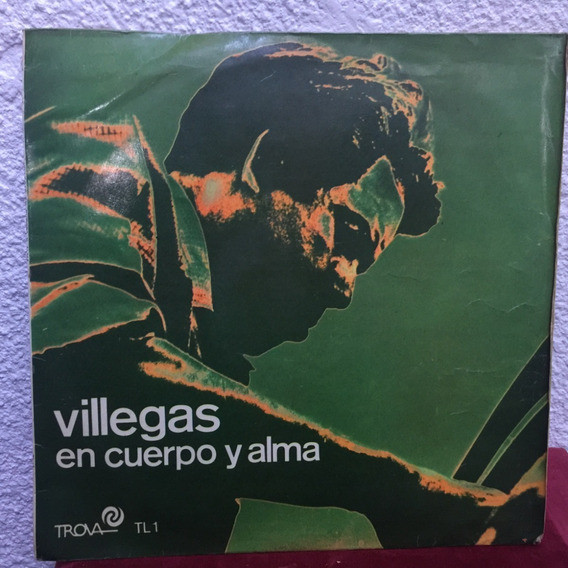 villegas
en cuerpo y alma
TROVA TL 1